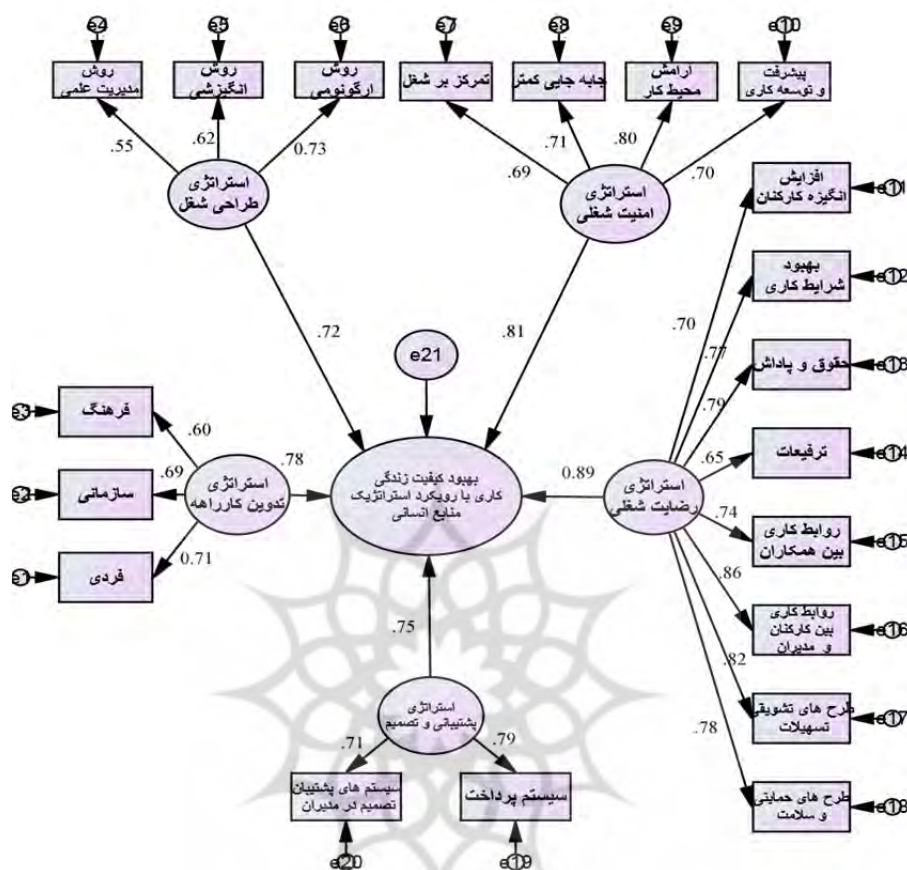 e4
e5
e6
e7
e8
e9
e10
روش
مدیریت علمی
روش
انگیزشی
روش
ارگونومی
تمرکز بر شغل
جابه جایی کمتر
ارامش
محیط کار
پیشرفت
و توسعه کاری
.55
.62
0.73
.69
.71
.80
.70
استراتژی
طراحی شغل
استراتژی
امنیت شغلی
افزایش
انگیزه کارکنان
e11
بهبود
شرایط کاری
e12
.70
.77
.72
.81
e21
حقوق و پاداش
e13
.79
e3
فرهنگ
.60
ترفیعات
e14
.65
e2
سازمانی
.69
استراتژی
تدوین کارراهه
.78
بهبود کیفیت زندگی
کاری با رویکرد استراتژیک
منابع انسانی
0.89
استراتژی
رضایت شغلی
.74
روابط کاری
بین همکاران
e15
e1
فردی
0.71
.86
روابط کاری
بین کارکنان
و مدیران
e16
.75
.82
استراتژی
پشتیبانی و تصمیم
طرح های تشویقی
تسهیلات
e17
.71
.79
.78
سیستم های پشتیبان
تصمیم در مدیران
سیستم پرداخت
طرح های حمایتی
و سلامت
e18
e20
e19